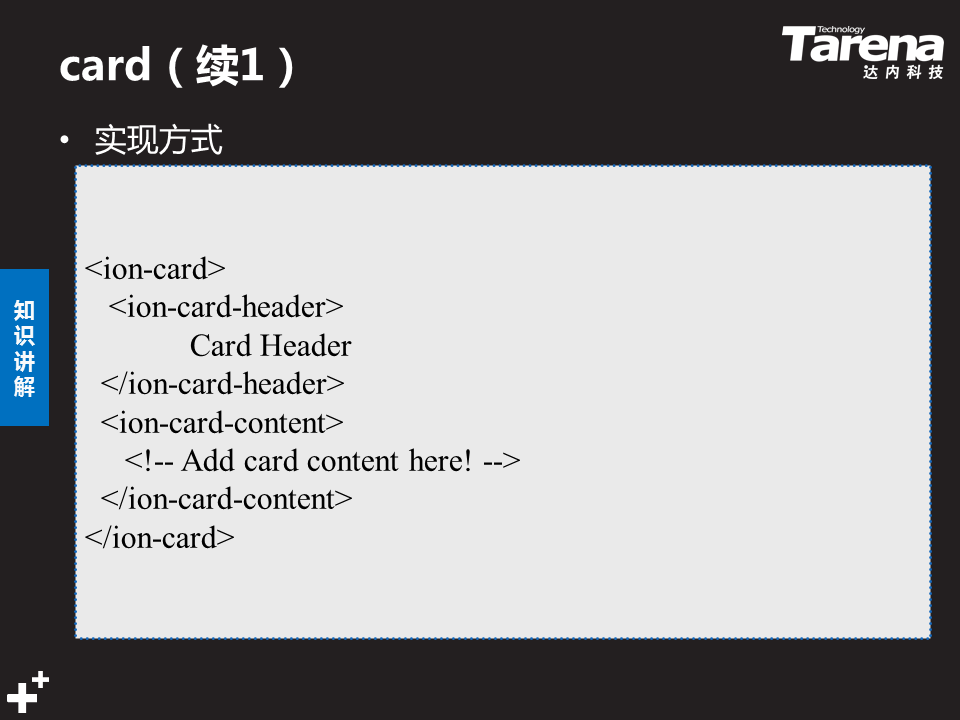 card（续1）
Technology
Tarena
达内科技
• 实现方式
<ion-card>
<ion-card-header>
Card Header
</ion-card-header>
<ion-card-content>
<!-- Add card content here! -->
</ion-card-content>
</ion-card>
知识讲解